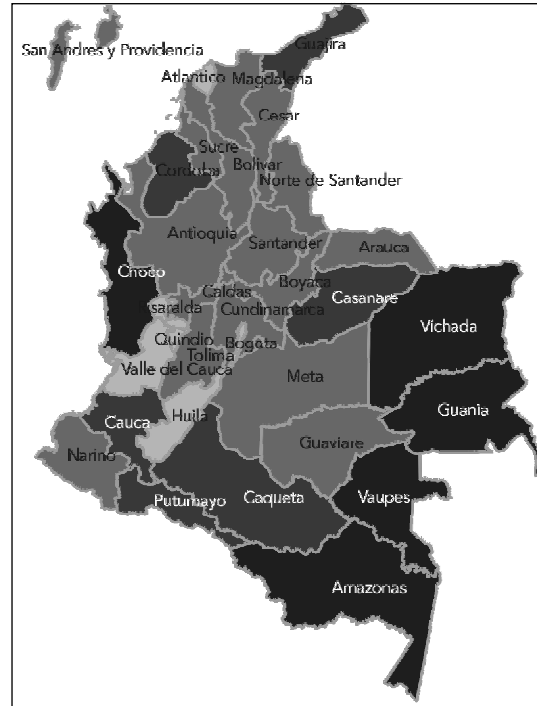 Guajira
San Andres y Providencia
Atlantico
Magdalena
Cesar
Sucre
Cordoba
Bolivar
Norte de Santander
Antioquia
Santander
Arauca
Choco
Boyaca
Caldas
Casanare
Cundinamarca
Vichada
Quindio
Bogota
Tolima
Valle del Cauca
Meta
Huila
Cauca
Guania
Guaviare
Narino
Putumayo
Caqueta
Vaupes
Amazonas